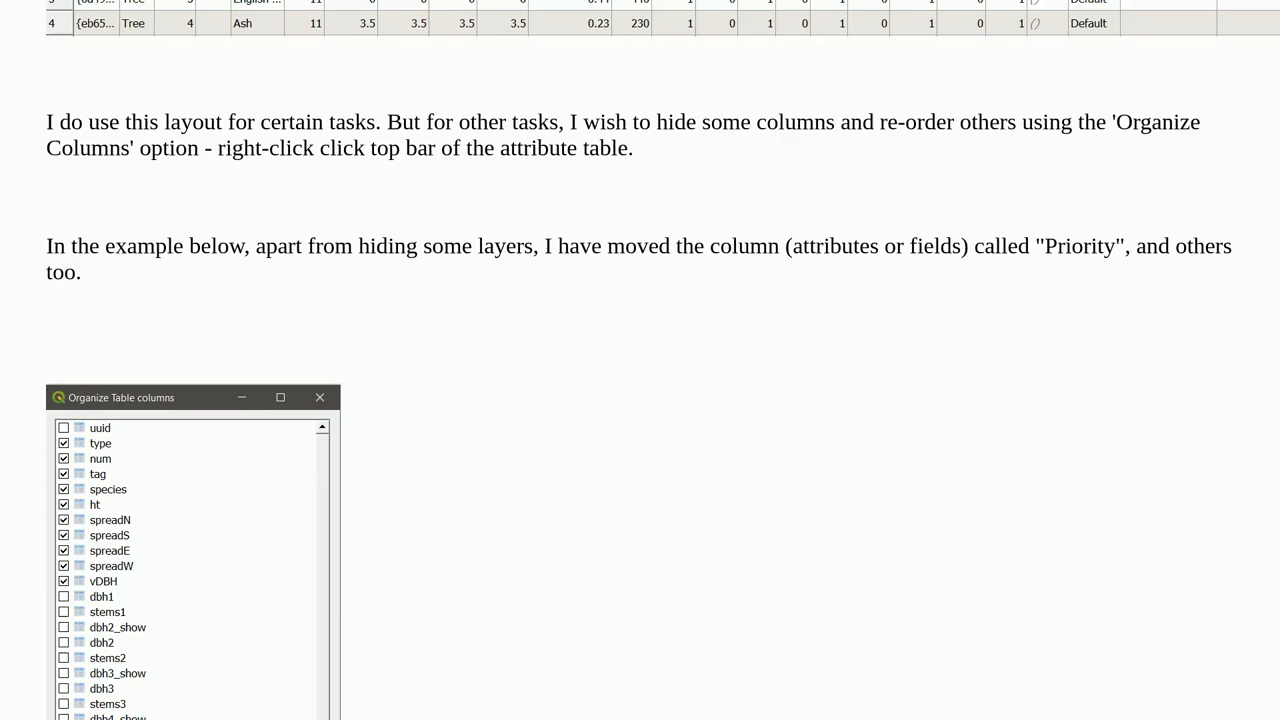 4 {eb65... Tree 4 Ash 11 3.5 3.5 3.5 3.5 0.23 230 1 0 1 0 1 0 1 0 1 () Default
I do use this layout for certain tasks. But for other tasks, I wish to hide some columns and re-order others using the 'Organize
Columns' option - right-click click top bar of the attribute table.
In the example below, apart from hiding some layers, I have moved the column (attributes or fields) called "Priority", and others
too.
Organize Table columns
uuid
type
num
tag
species
ht
spreadN
spreadS
spreadE
spreadW
vDBH
dbh1
stems1
dbh2_show
dbh2
stems2
dbh3_show
dbh3
stems3
dbh4_show